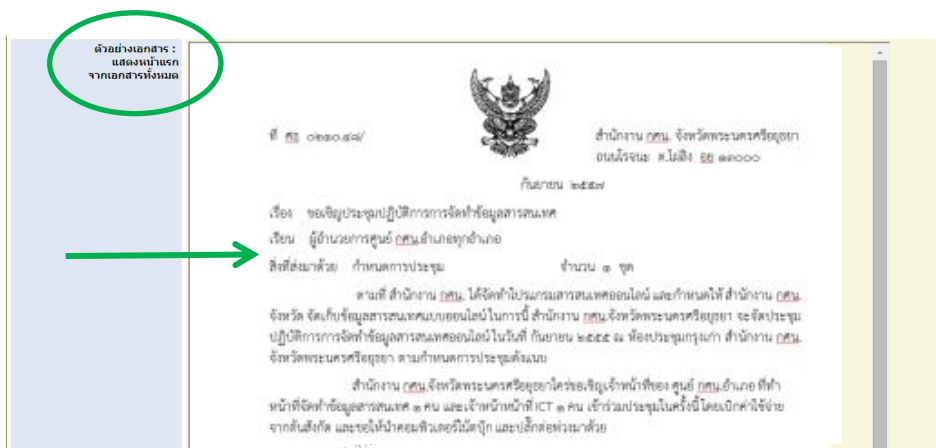 ตัวอย่างเอกสาร :
แสดงหน้าแรก
จากเอกสารทั้งหมด
ที่ ศธ ๐๒๑๐.๔๘/
สำนักงาน กศน. จังหวัดพระนครศรีอยุธยา
ถนนโรจนะ ต.ไผ่ลิง อย ๑๓๐๐๐
กันยายน ๒๕๕๗
เรื่อง ขอเชิญประชุมปฏิบัติการการจัดทำข้อมูลสารสนเทศ
เรียน ผู้อำนวยการศูนย์ กศน.อำเภอทุกอำเภอ
สิ่งที่ส่งมาด้วย กำหนดการประชุม จำนวน ๑ ชุด
ตามที่ สำนักงาน กศน. ได้จัดทำโปรแกรมสารสนเทศออนไลน์ และกำหนดให้ สำนักงาน กศน.
จังหวัด จัดเก็บข้อมูลสารสนเทศแบบออนไลน์ ในการนี้ สำนักงาน กศน.จังหวัดพระนครศรีอยุธยา จะจัดประชุม
ปฏิบัติการการจัดทำข้อมูลสารสนเทศออนไลน์ ในวันที่ กันยายน ๒๕๕๕ ณ ห้องประชุมกรุงเก่า สำนักงาน กศน.
จังหวัดพระนครศรีอยุธยา ตามกำหนดการประชุมดังแนบ
สำนักงาน กศน.จังหวัดพระนครศรีอยุธยาใคร่ขอเชิญเจ้าหน้าที่ของ ศูนย์ กศน.อำเภอ ที่ทำ
หน้าที่จัดทำข้อมูลสารสนเทศ ๑ คน และเจ้าหน้าหน้าที่ ICT ๑ คน เข้าร่วมประชุมในครั้งนี้ โดยเบิกค่าใช้จ่าย
จากต้นสังกัด และขอให้นำคอมพิวเตอร์โน๊ตบุ๊ก และปลั๊กต่อพ่วงมาด้วย